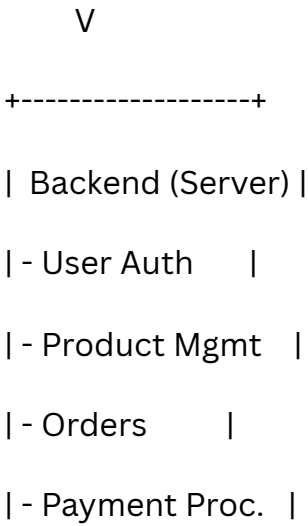 V
+-------------------+
| Backend (Server) |
| - User Auth |
| - Product Mgmt |
| - Orders |
| - Payment Proc. |